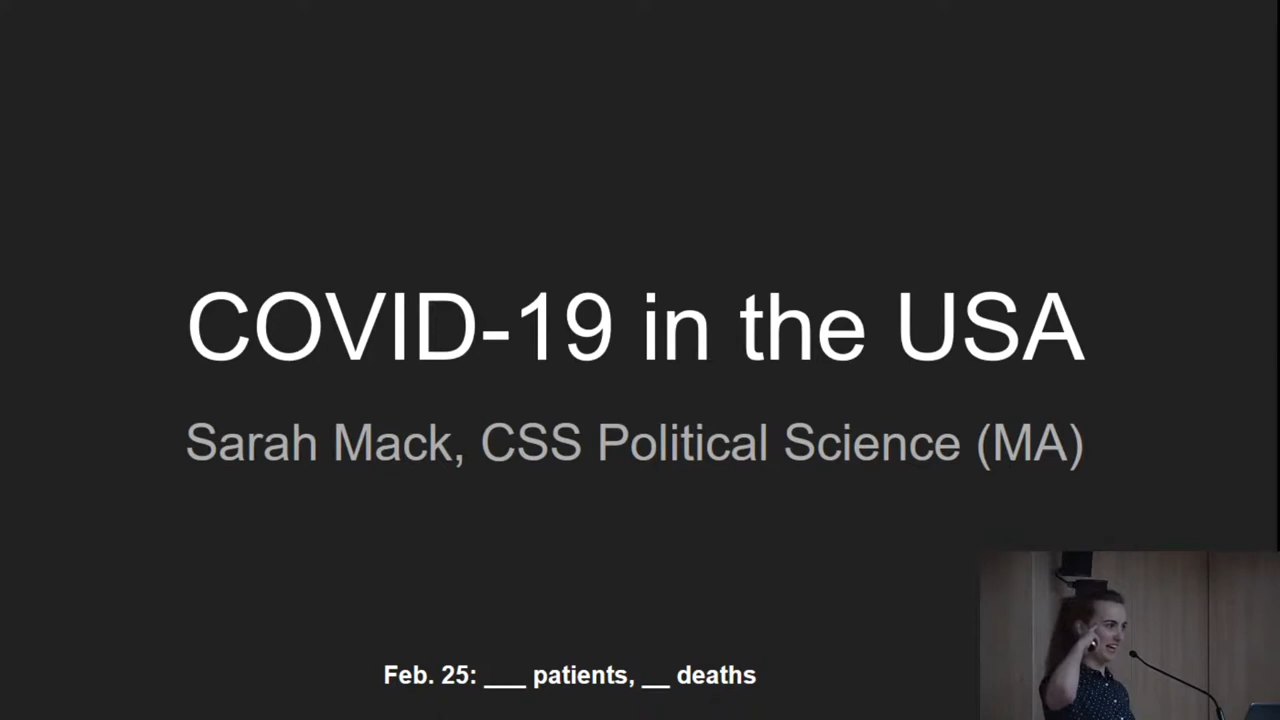 COVID-19 in the USA
Sarah Mack, CSS Political Science (MA)
Feb. 25: ___ patients, __ deaths